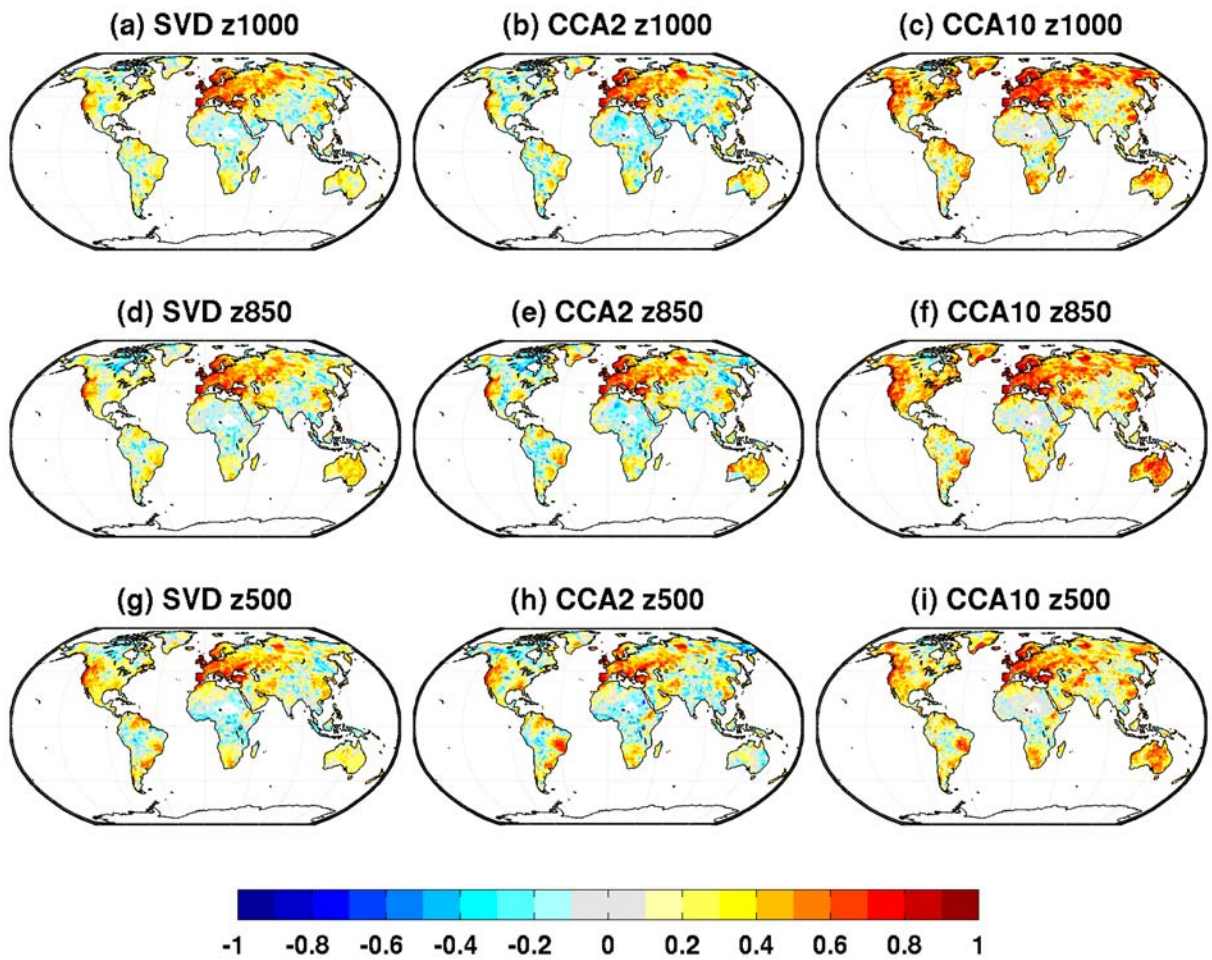 (a) SVD z1000 (b) CCA2 z1000 (c) CCA10 z1000
(d) SVD z850 (e) CCA2 z850 (f) CCA10 z850
(g) SVD z500 (h) CCA2 z500 (i) CCA10 z500
-1 -0.8 -0.6 -0.4 -0.2 0 0.2 0.4 0.6 0.8 1